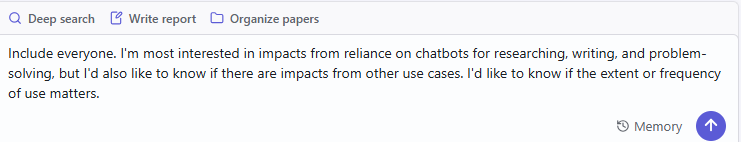 Deep search Write report Organize papers
Include everyone. I'm most interested in impacts from reliance on chatbots for researching, writing, and problem-
solving, but I'd also like to know if there are impacts from other use cases. I'd like to know if the extent or frequency
of use matters.
Memory